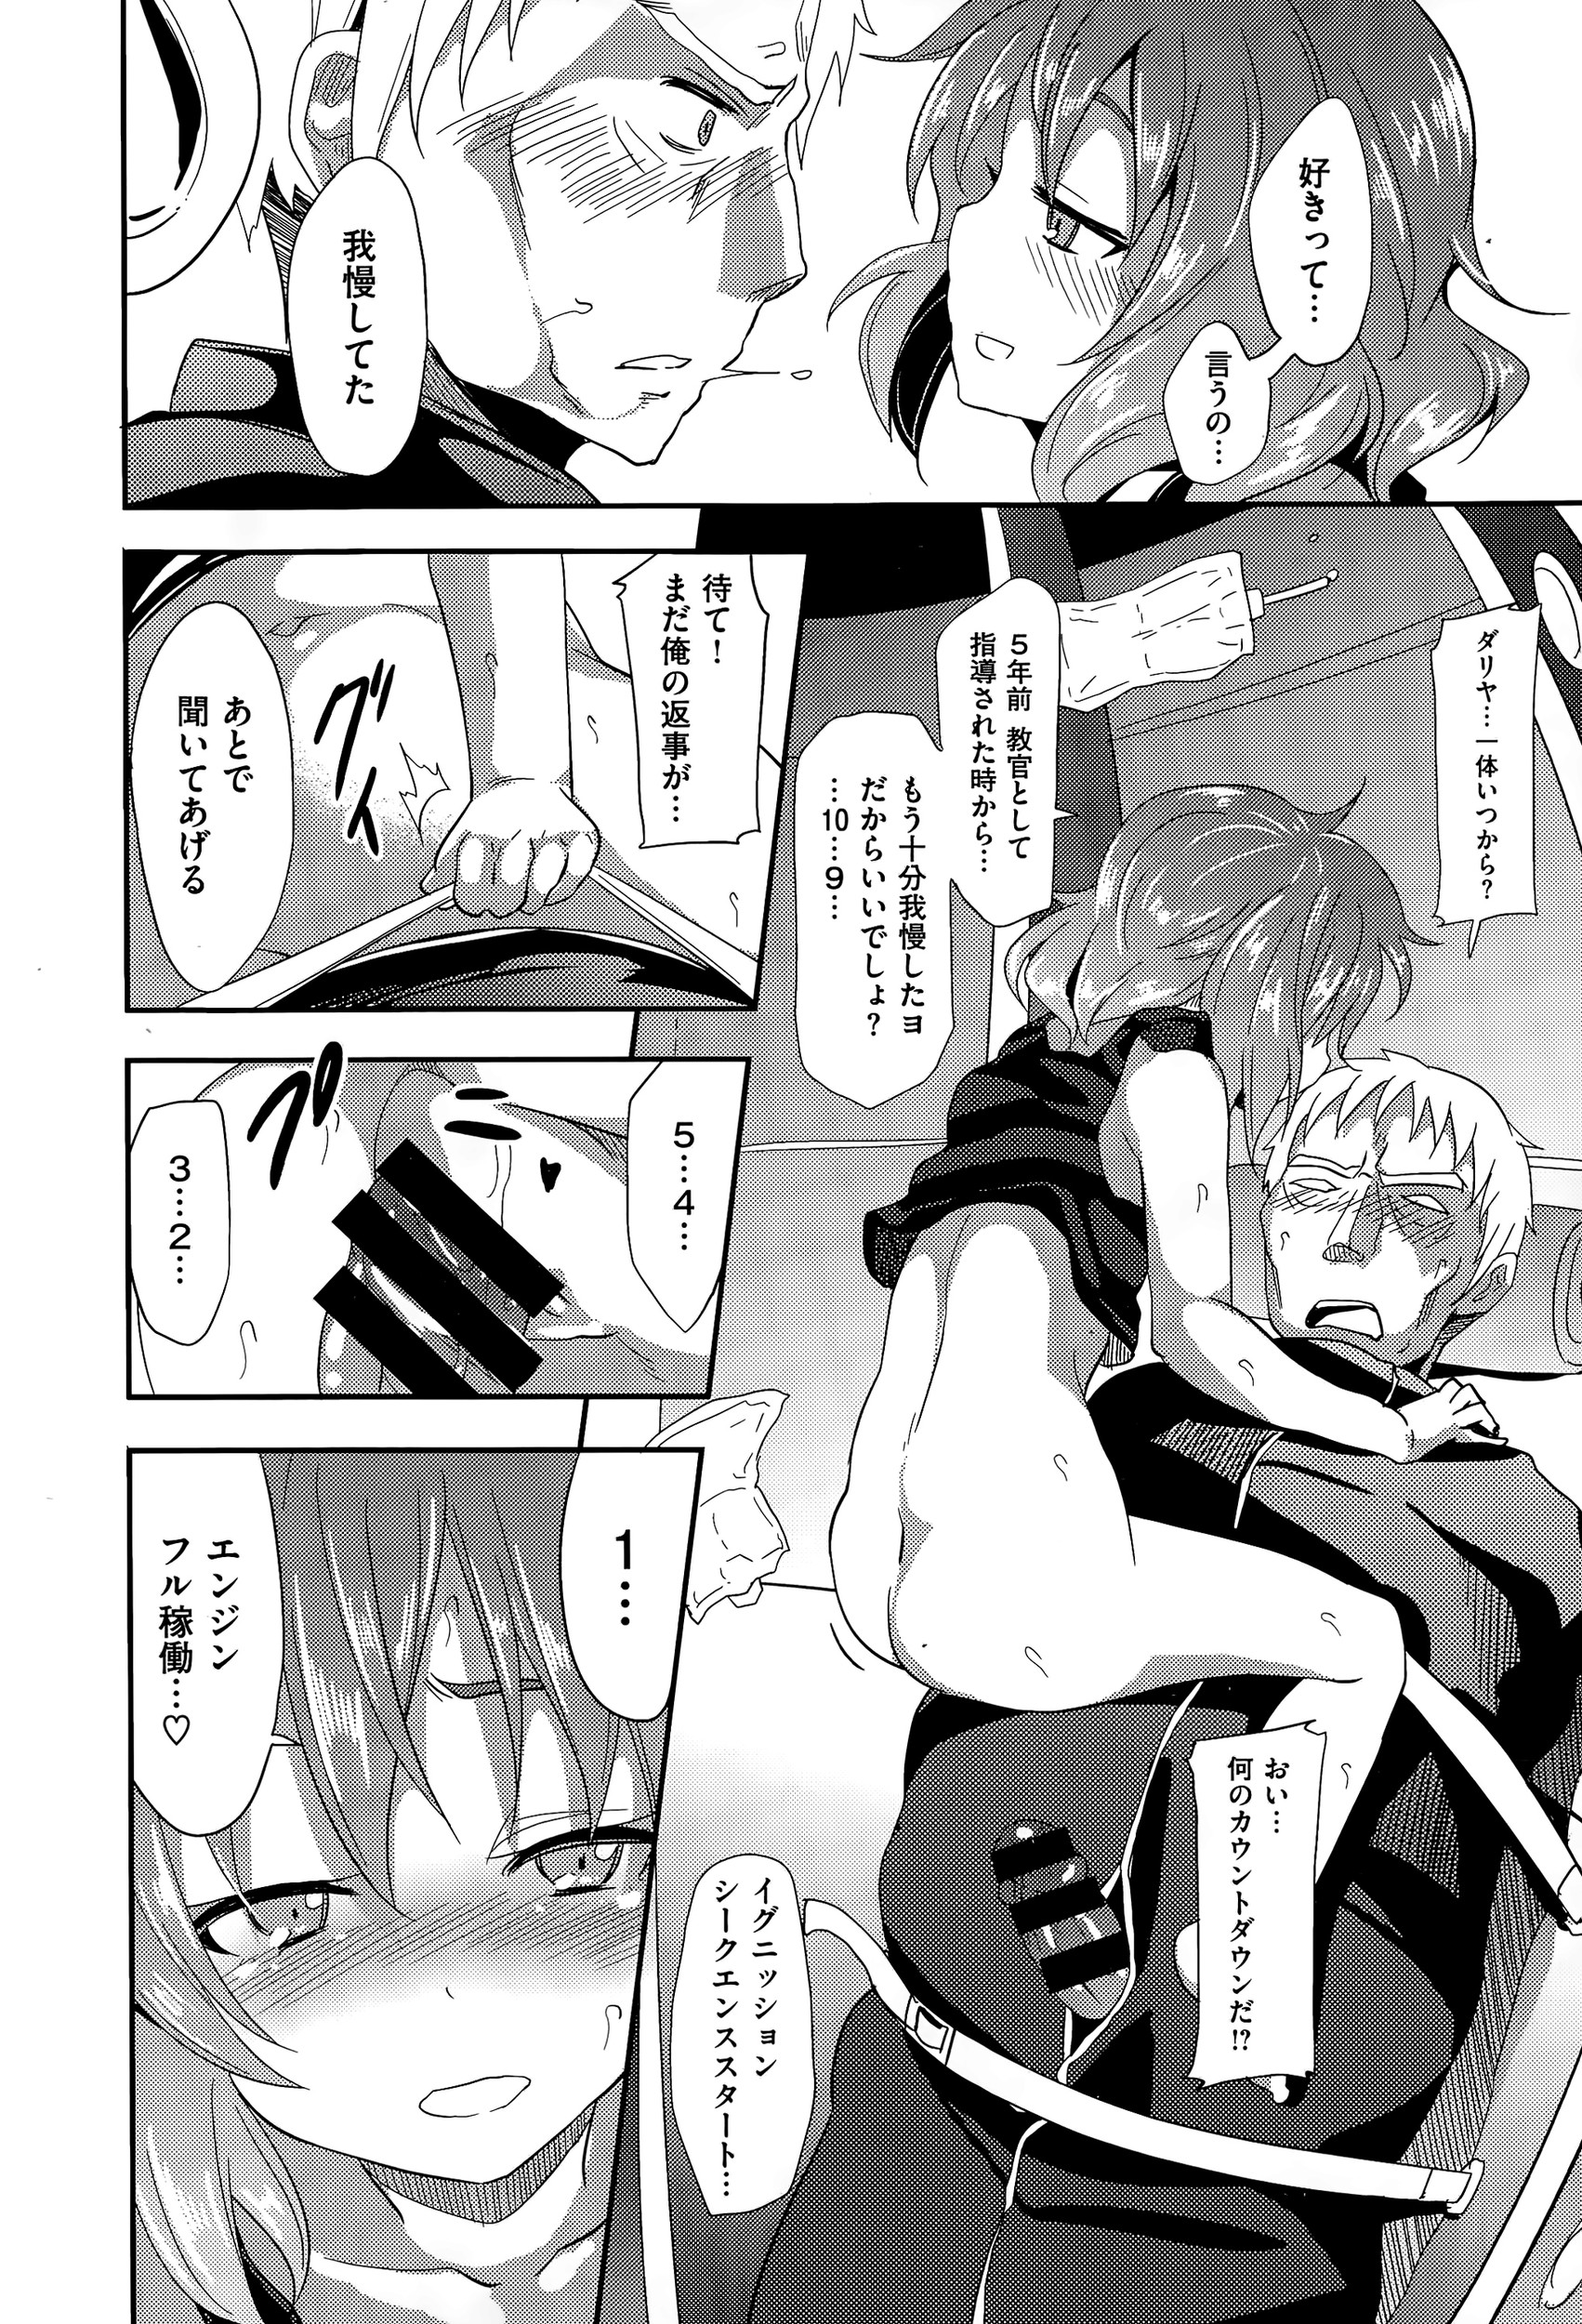 好きって…
言うの…
我慢してた
ダリヤ…一体いつから？
５年前 教官として
指導された時から…
もう十分我慢したヨ
だからいいでしょ？
…10…9…
待て！
まだ俺の返事が…
グイ
あとで
聞いてあげる
おい…
何のカウントダウンだ!?
イグニッション
シークエンススタート…
5…4…
プニ
3…2…
1…
エンジン
フル稼働…♡